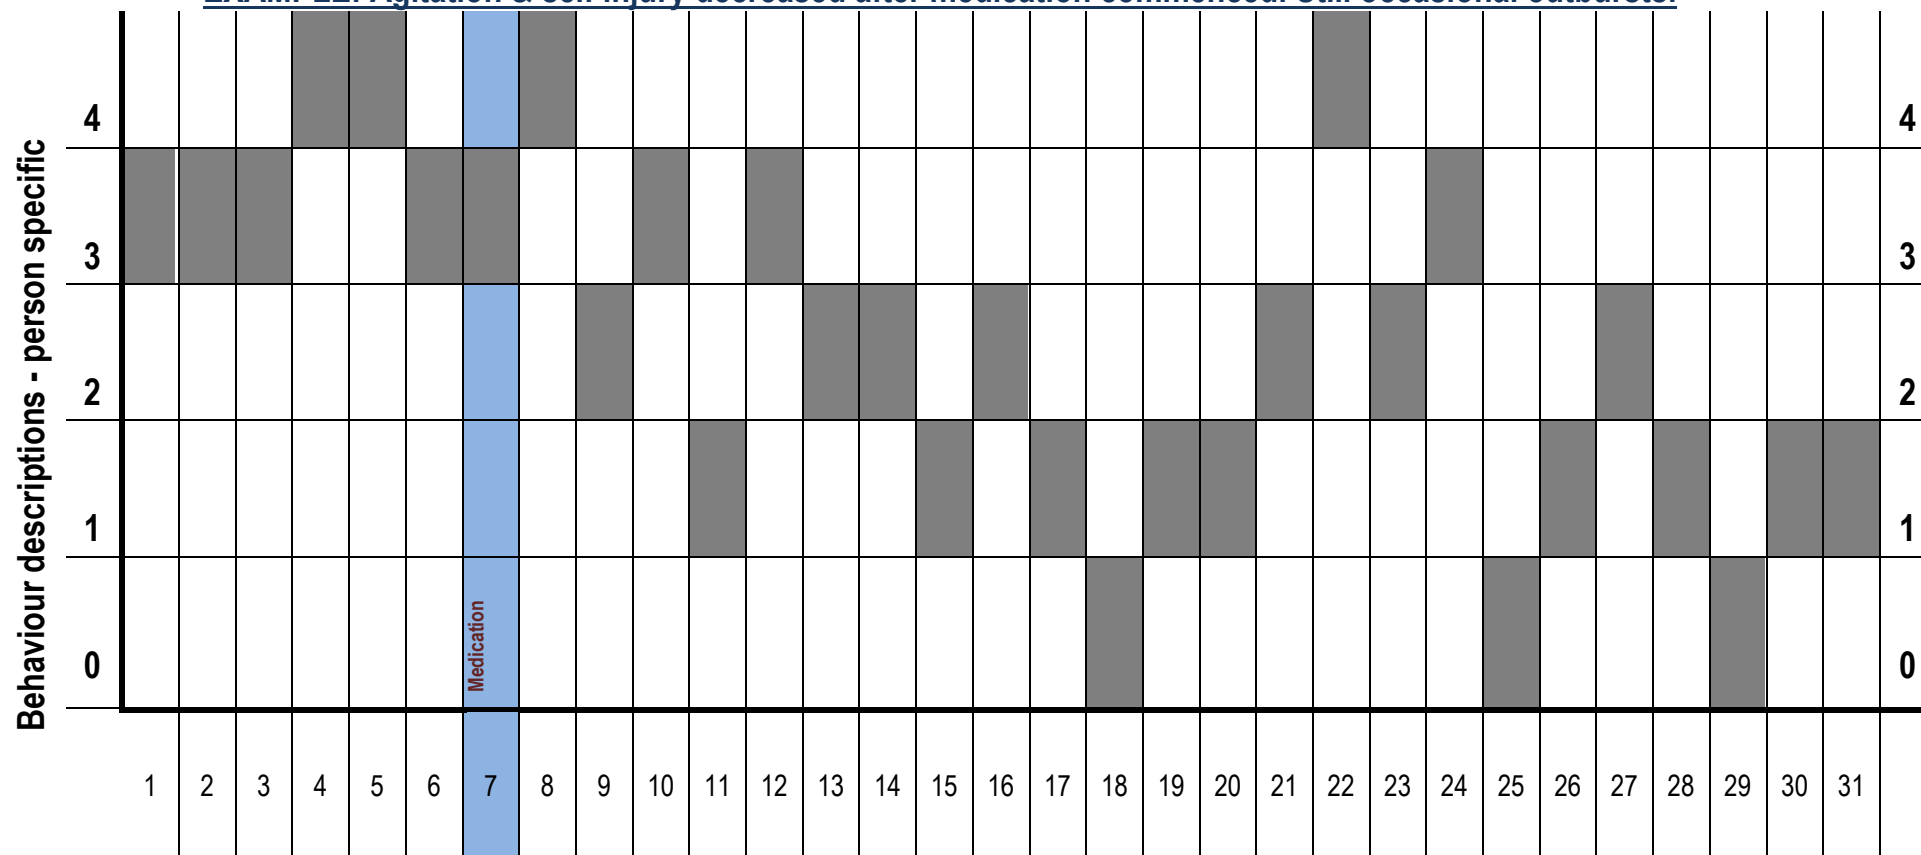 Agitation & self injury decreased after medication commenced. Still occasional outbursts.
Behaviour descriptions - person specific
4 4
3 3
2 2
1 1
0 0
Medication
1 2 3 4 5 6 7 8 9 10 11 12 13 14 15 16 17 18 19 20 21 22 23 24 25 26 27 28 29 30 31